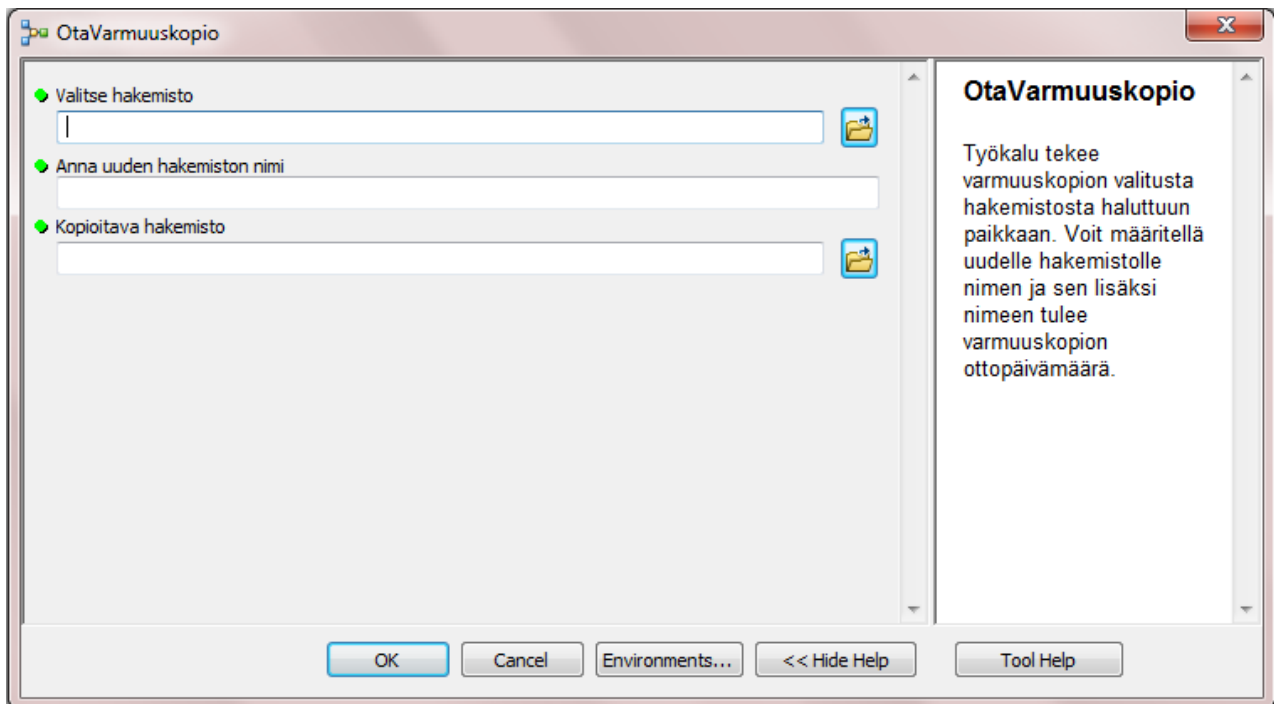 OtaVarmuuskopio
Valitse hakemisto
Anna uuden hakemiston nimi
Kopioitava hakemisto
OtaVarmuuskopio
Työkalu tekee
varmuuskopion valitusta
hakemistosta haluttuun
paikkaan. Voit määritellä
uudelle hakemistolle
nimen ja sen lisäksi
nimeen tulee
varmuuskopion
ottopäivämäärä.
OK
Cancel
Environments...
<< Hide Help
Tool Help